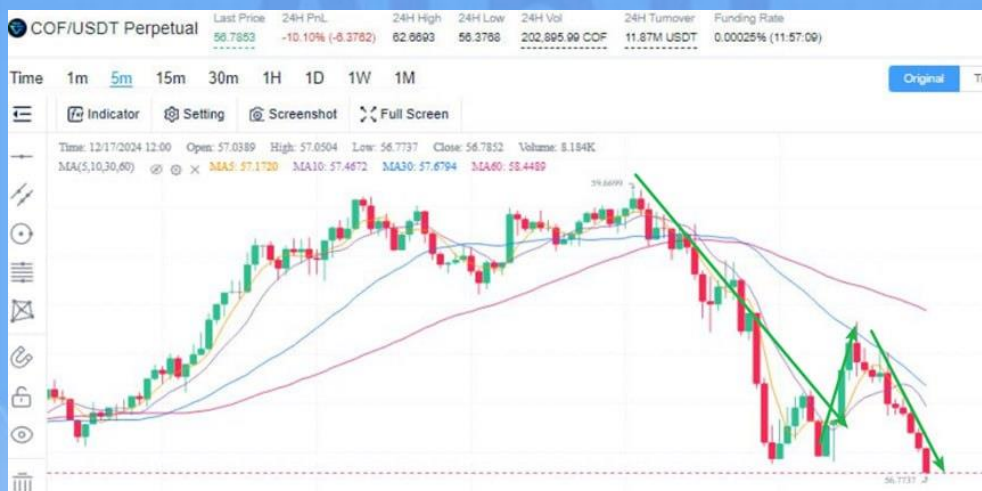 COF/USDT Perpetual
Last Price 24H PnL 24H High 24H Low 24H Vol 24H Turnover Funding Rate
56.7853 -10.10% (-6.3762) 62.6693 56.3768 202,895.99 COF 11.87M USDT 0.00025% (11:57:09)
Time 1m 5m 15m 30m 1H 1D 1W 1M
Original
Indicator Setting Screenshot Full Screen
Time: 12/17/2024 12:00 Open: 57.0389 High: 57.0504 Low: 56.7737 Close: 56.7852 Volume: 8.184K
MA(5,10,30,60) MA5: 57.1720 MA10: 57.4672 MA30: 57.6794 MA60: 58.4489
59.6699
56.7737